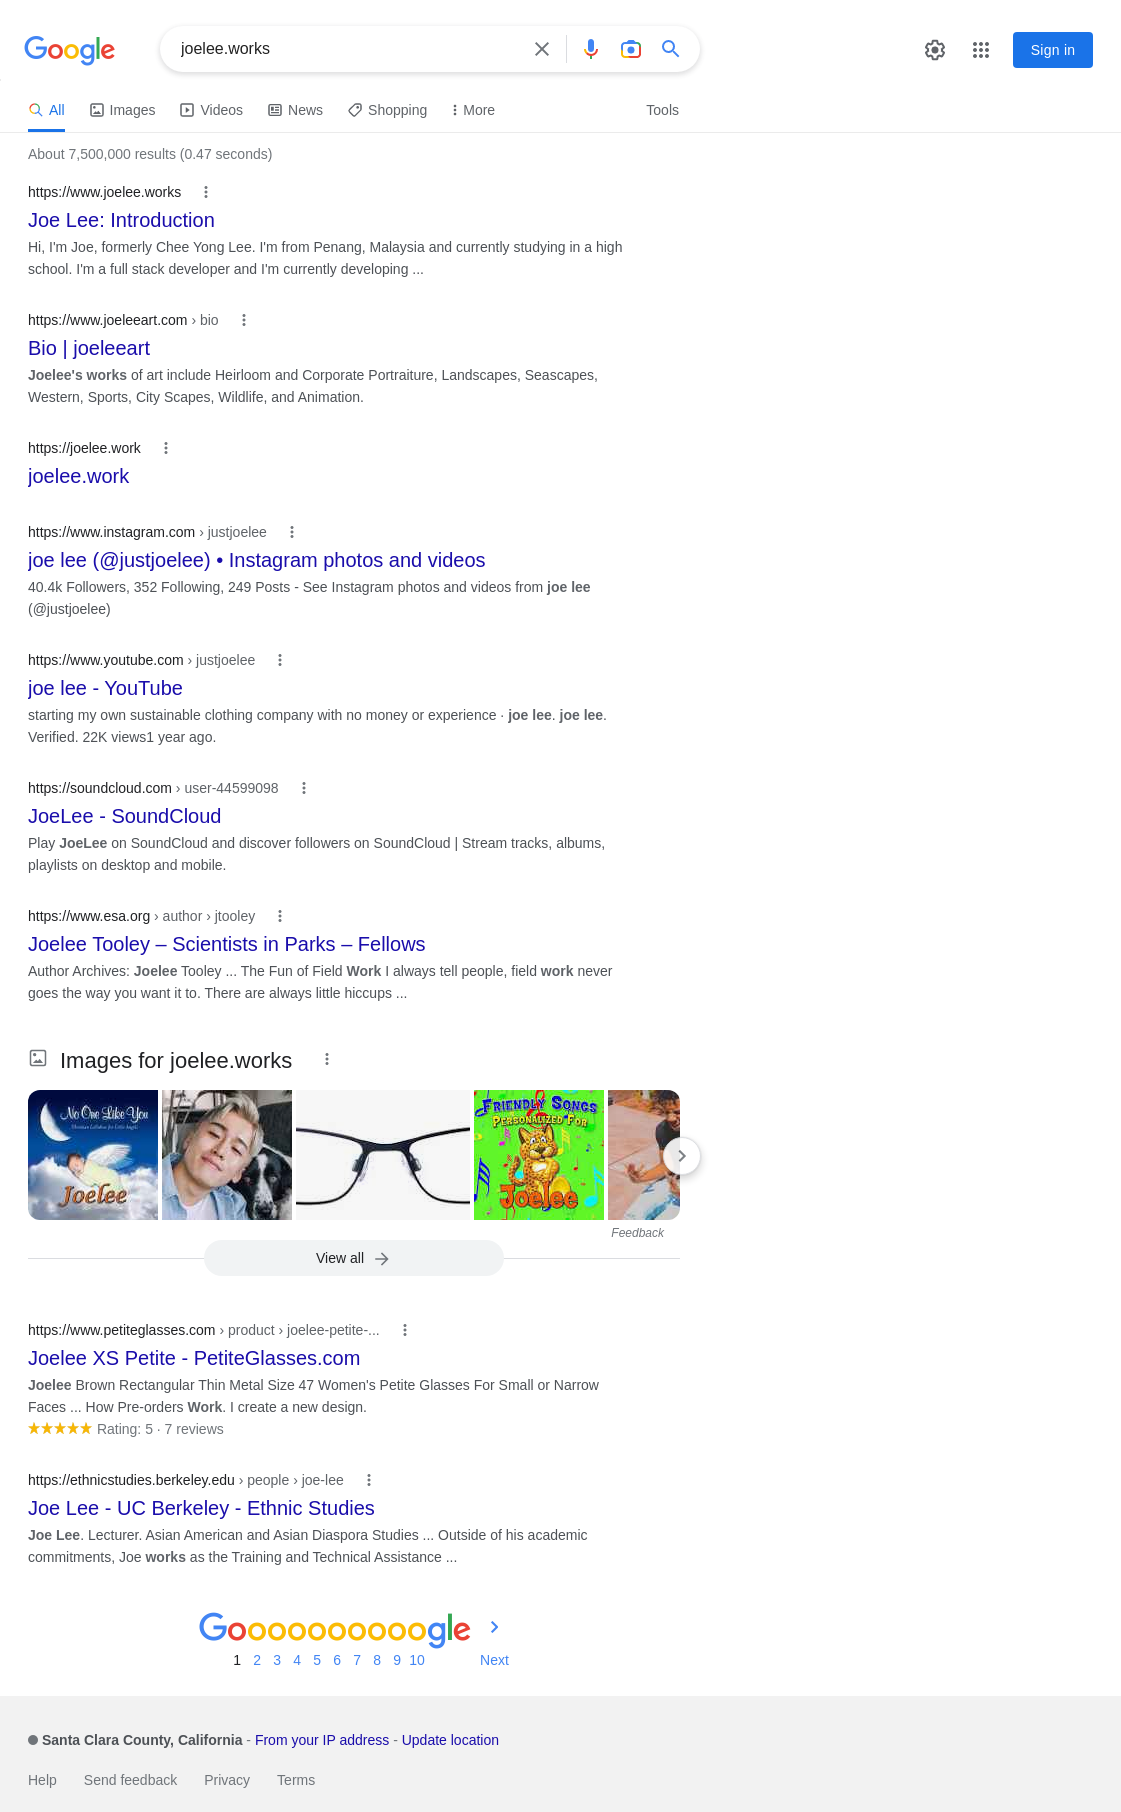 Google
joelee.works
Sign in
All
Images
Videos
News
Shopping
More
Tools
About 7,500,000 results (0.47 seconds)
https://www.joelee.works
Joe Lee: Introduction
Hi, I'm Joe, formerly Chee Yong Lee. I'm from Penang, Malaysia and currently studying in a high
school. I'm a full stack developer and I'm currently developing ...
https://www.joeleeart.com › bio
Bio | joeleeart
Joelee's works of art include Heirloom and Corporate Portraiture, Landscapes, Seascapes,
Western, Sports, City Scapes, Wildlife, and Animation.
https://joelee.work
joelee.work
https://www.instagram.com › justjoelee
joe lee (@justjoelee) • Instagram photos and videos
40.4k Followers, 352 Following, 249 Posts - See Instagram photos and videos from joe lee
(@justjoelee)
https://www.youtube.com › justjoelee
joe lee - YouTube
starting my own sustainable clothing company with no money or experience · joe lee. joe lee.
Verified. 22K views1 year ago.
https://soundcloud.com › user-44599098
JoeLee - SoundCloud
Play JoeLee on SoundCloud and discover followers on SoundCloud | Stream tracks, albums,
playlists on desktop and mobile.
https://www.esa.org › author › jtooley
Joelee Tooley – Scientists in Parks – Fellows
Author Archives: Joelee Tooley ... The Fun of Field Work I always tell people, field work never
goes the way you want it to. There are always little hiccups ...
Images for joelee.works
No One Like You
Christian Lullabies for Little Angels
Joelee
FRIENDLY SONGS
PERSONALIZED FOR
Joelee
Feedback
View all
https://www.petiteglasses.com › product › joelee-petite-...
Joelee XS Petite - PetiteGlasses.com
Joelee Brown Rectangular Thin Metal Size 47 Women's Petite Glasses For Small or Narrow
Faces ... How Pre-orders Work. I create a new design.
Rating: 5 · 7 reviews
https://ethnicstudies.berkeley.edu › people › joe-lee
Joe Lee - UC Berkeley - Ethnic Studies
Joe Lee. Lecturer. Asian American and Asian Diaspora Studies ... Outside of his academic
commitments, Joe works as the Training and Technical Assistance ...
Goooooooooogle
1 2 3 4 5 6 7 8 9 10 Next
Santa Clara County, California - From your IP address - Update location
Help
Send feedback
Privacy
Terms